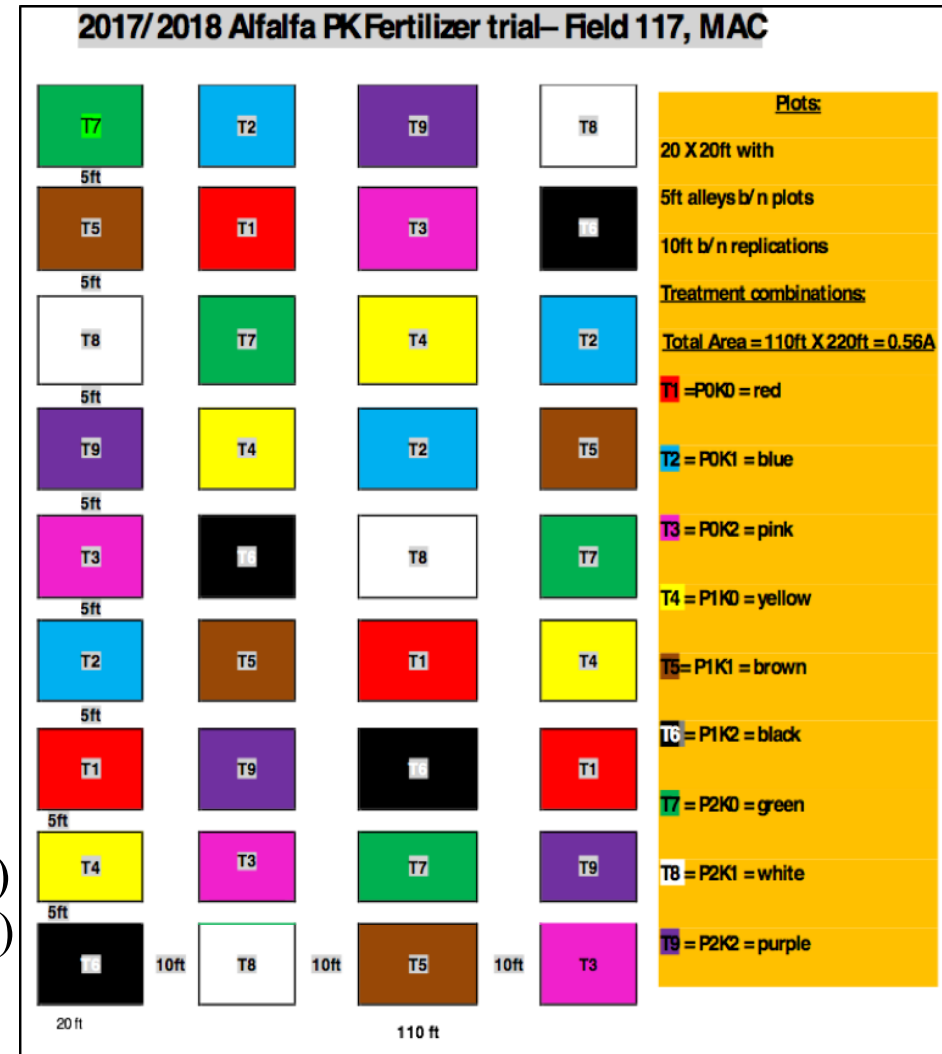 2017/2018 Alfalfa PK Fertilizer trial– Field 117, MAC
T7 T2 T9 T8
5ft
T5 T1 T3 T6
5ft
T8 T7 T4 T2
5ft
T9 T4 T2 T5
5ft
T3 T6 T8 T7
5ft
T2 T5 T1 T4
5ft
T1 T9 T6 T1
5ft
T4 T3 T7 T9
5ft
T6 10ft T8 10ft T5 10ft T3
20 ft 110 ft
Plots:
20 X 20ft with
5ft alleys b/n plots
10ft b/n replications
Treatment combinations:
Total Area = 110ft X 220ft = 0.56A
T1 =P0K0 = red
T2 = P0K1 = blue
T3 = P0K2 = pink
T4 = P1K0 = yellow
T5= P1K1 = brown
T6 = P1K2 = black
T7 = P2K0 = green
T8 = P2K1 = white
T9 = P2K2 = purple
)
)